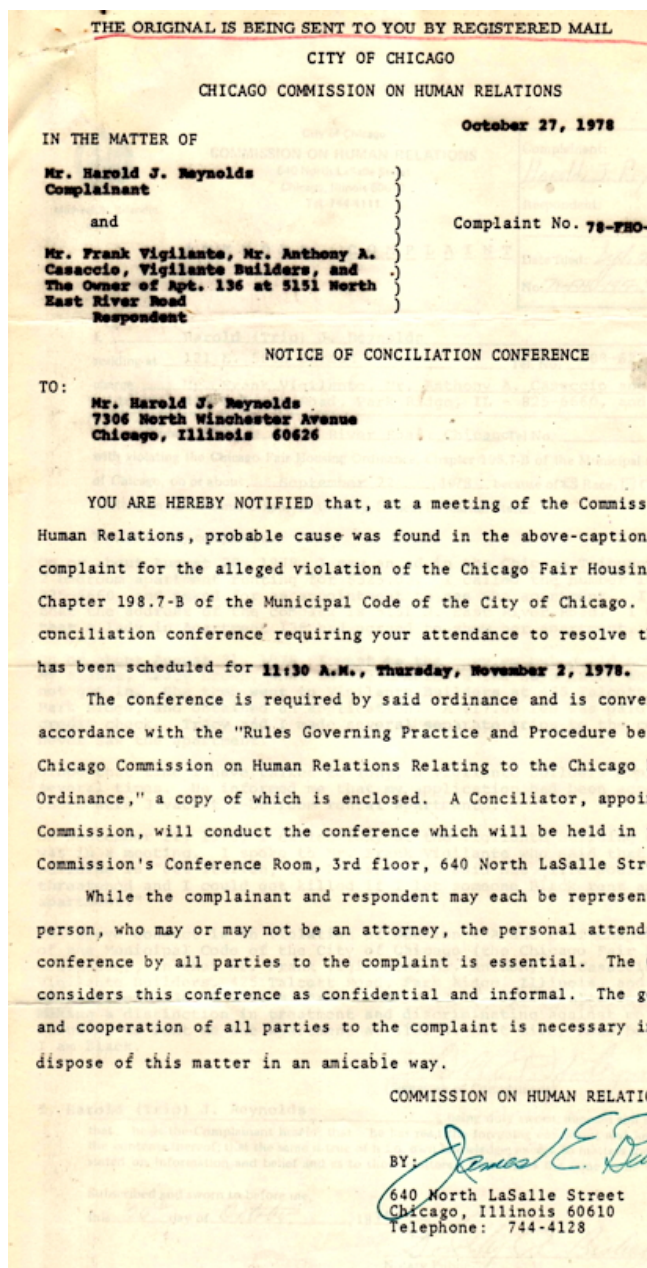 THE ORIGINAL IS BEING SENT TO YOU BY REGISTERED MAIL
CITY OF CHICAGO
CHICAGO COMMISSION ON HUMAN RELATIONS
October 27, 1978
IN THE MATTER OF
Mr. Harold J. Reynolds
Complainant
and
Complaint No. 78-FHO-
Mr. Frank Vigilante, Mr. Anthony A.
Casaccio, Vigilante Builders, and
The Owner of Apt. 136 at 5151 North
East River Road
Respondent
NOTICE OF CONCILIATION CONFERENCE
TO:
Mr. Harold J. Reynolds
7306 North Winchester Avenue
Chicago, Illinois 60626
YOU ARE HEREBY NOTIFIED that, at a meeting of the Commiss
Human Relations, probable cause was found in the above-caption
complaint for the alleged violation of the Chicago Fair Housin
Chapter 198.7-B of the Municipal Code of the City of Chicago.
conciliation conference requiring your attendance to resolve t
has been scheduled for 11:30 A.M., Thursday, November 2, 1978.
The conference is required by said ordinance and is conve
accordance with the "Rules Governing Practice and Procedure be
Chicago Commission on Human Relations Relating to the Chicago
Ordinance," a copy of which is enclosed. A Conciliator, appoi
Commission, will conduct the conference which will be held in
Commission's Conference Room, 3rd floor, 640 North LaSalle Stre
While the complainant and respondent may each be represen
person, who may or may not be an attorney, the personal attend
conference by all parties to the complaint is essential. The
considers this conference as confidential and informal. The g
and cooperation of all parties to the complaint is necessary i
dispose of this matter in an amicable way.
COMMISSION ON HUMAN RELATIO
BY: James E.
640 North LaSalle Street
Chicago, Illinois 60610
Telephone: 744-4128